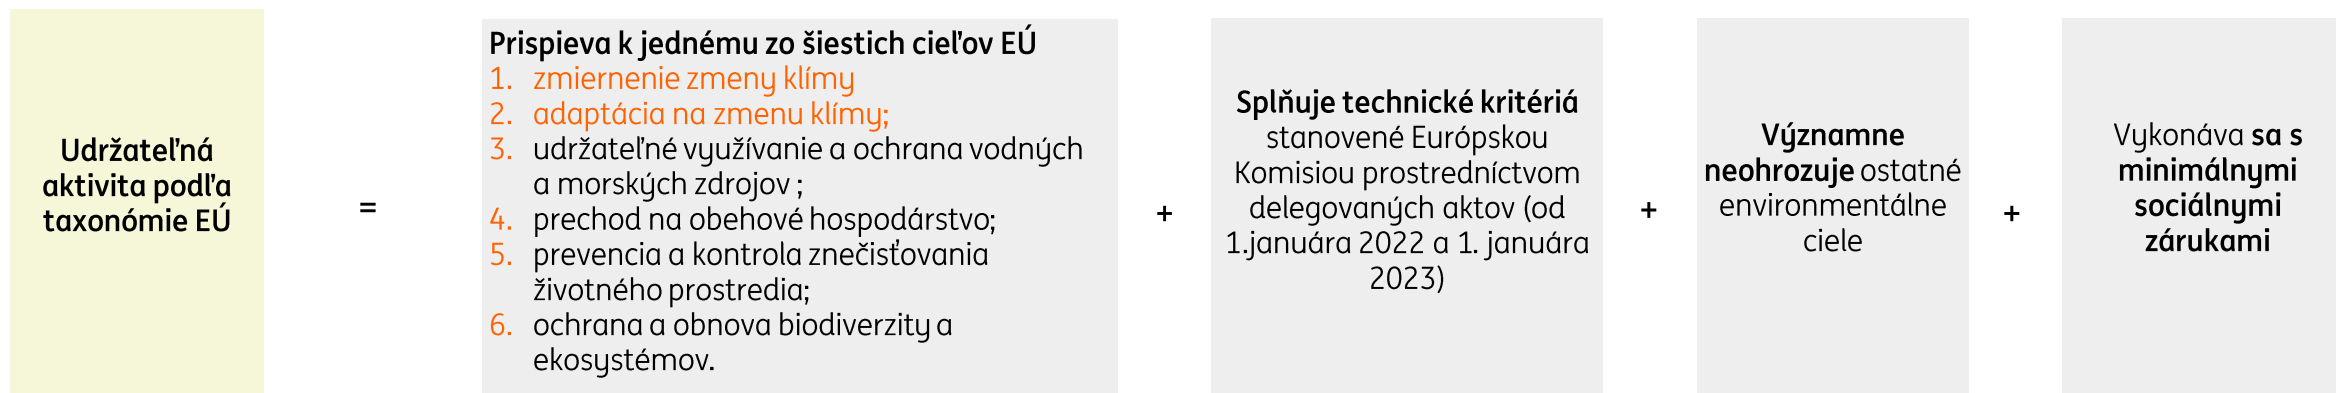 Udržateľná
aktivita podľa
taxonómie EÚ
=
Prispieva k jednému zo šiestich cieľov EÚ
1. zmiernenie zmeny klímy
2. adaptácia na zmenu klímy;
3. udržateľné využívanie a ochrana vodných
a morských zdrojov ;
4. prechod na obehové hospodárstvo;
5. prevencia a kontrola znečisťovania
životného prostredia;
6. ochrana a obnova biodiverzity a
ekosystémov.
+
Splňuje technické kritériá
stanovené Európskou
Komisiou prostredníctvom
delegovaných aktov (od
1.januára 2022 a 1. januára
2023)
+
Významne
neohrozuje ostatné
environmentálne
ciele
+
Vykonáva sa s
minimálnymi
sociálnymi
zárukami